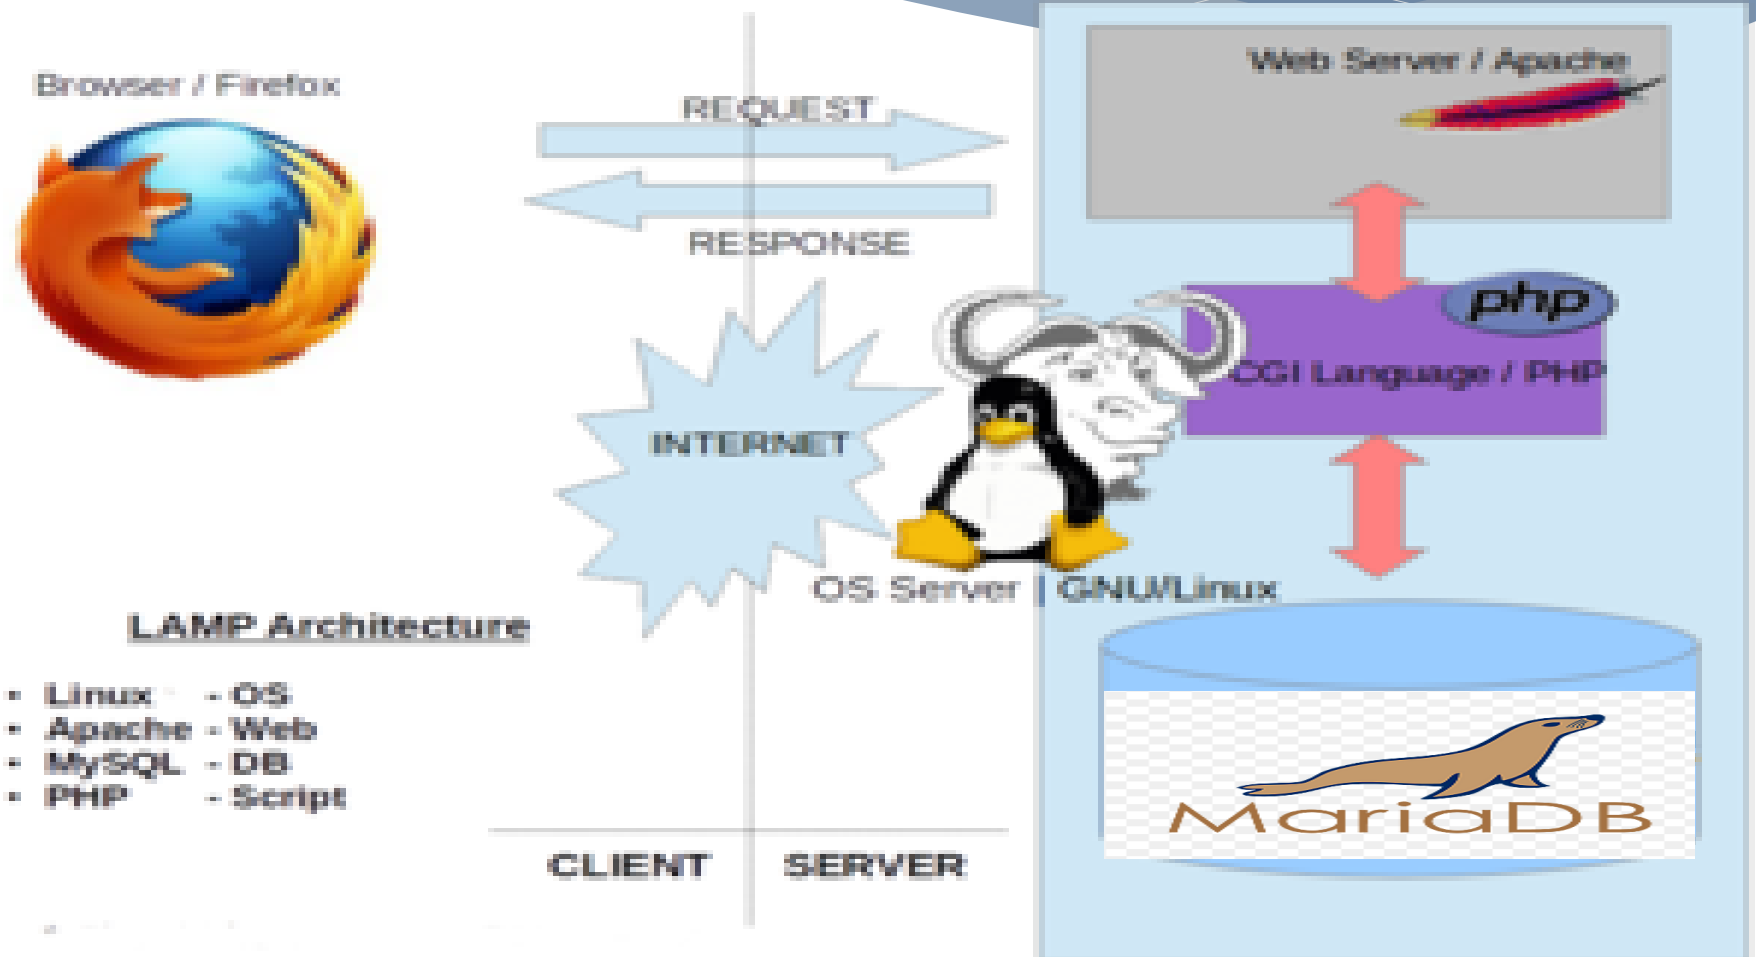 Browser / Firefox
REQUEST
RESPONSE
Web Server / Apache
php
CGI Language / PHP
INTERNET
OS Server | GNU/Linux
LAMP Architecture
• Linux - OS
• Apache - Web
• MySQL - DB
• PHP - Script
MariaDB
CLIENT
SERVER